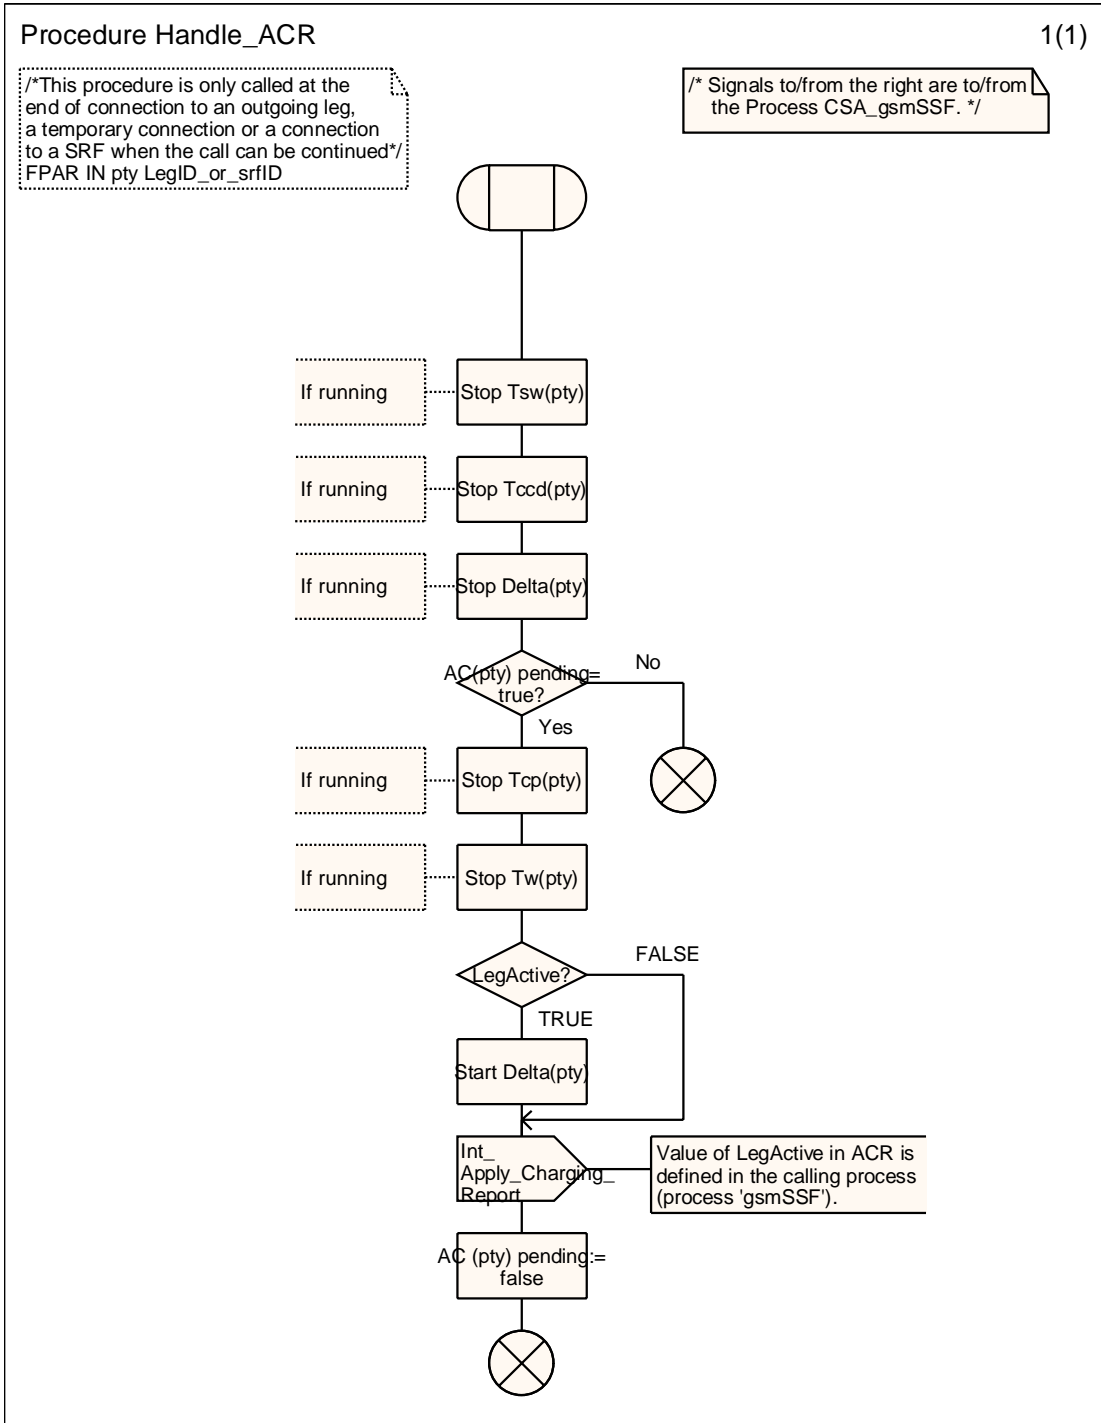 Procedure Handle_ACR
1(1)
/*This procedure is only called at the
end of connection to an outgoing leg,
a temporary connection or a connection
to a SRF when the call can be continued*/
FPAR IN pty LegID_or_srfID
/* Signals to/from the right are to/from
the Process CSA_gsmSSF. */
If running
Stop Tsw(pty)
If running
Stop Tccd(pty)
If running
Stop Delta(pty)
AC(pty) pending=
true?
No
Yes
If running
Stop Tcp(pty)
If running
Stop Tw(pty)
LegActive?
FALSE
TRUE
Start Delta(pty)
Int_
Apply_Charging_
Report
Value of LegActive in ACR is
defined in the calling process
(process 'gsmSSF').
AC (pty) pending:=
false